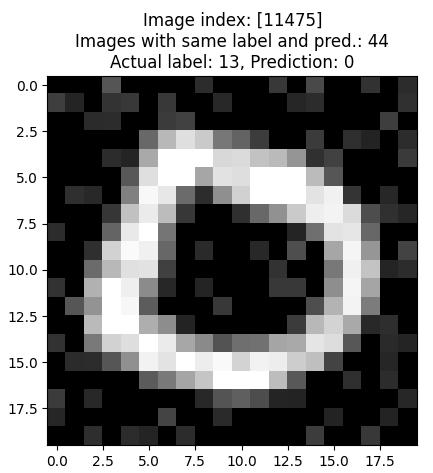 Image index: [11475]
Images with same label and pred.: 44
Actual label: 13, Prediction: 0
0.0
2.5
5.0
7.5
10.0
12.5
15.0
17.5
0.0 2.5 5.0 7.5 10.0 12.5 15.0 17.5